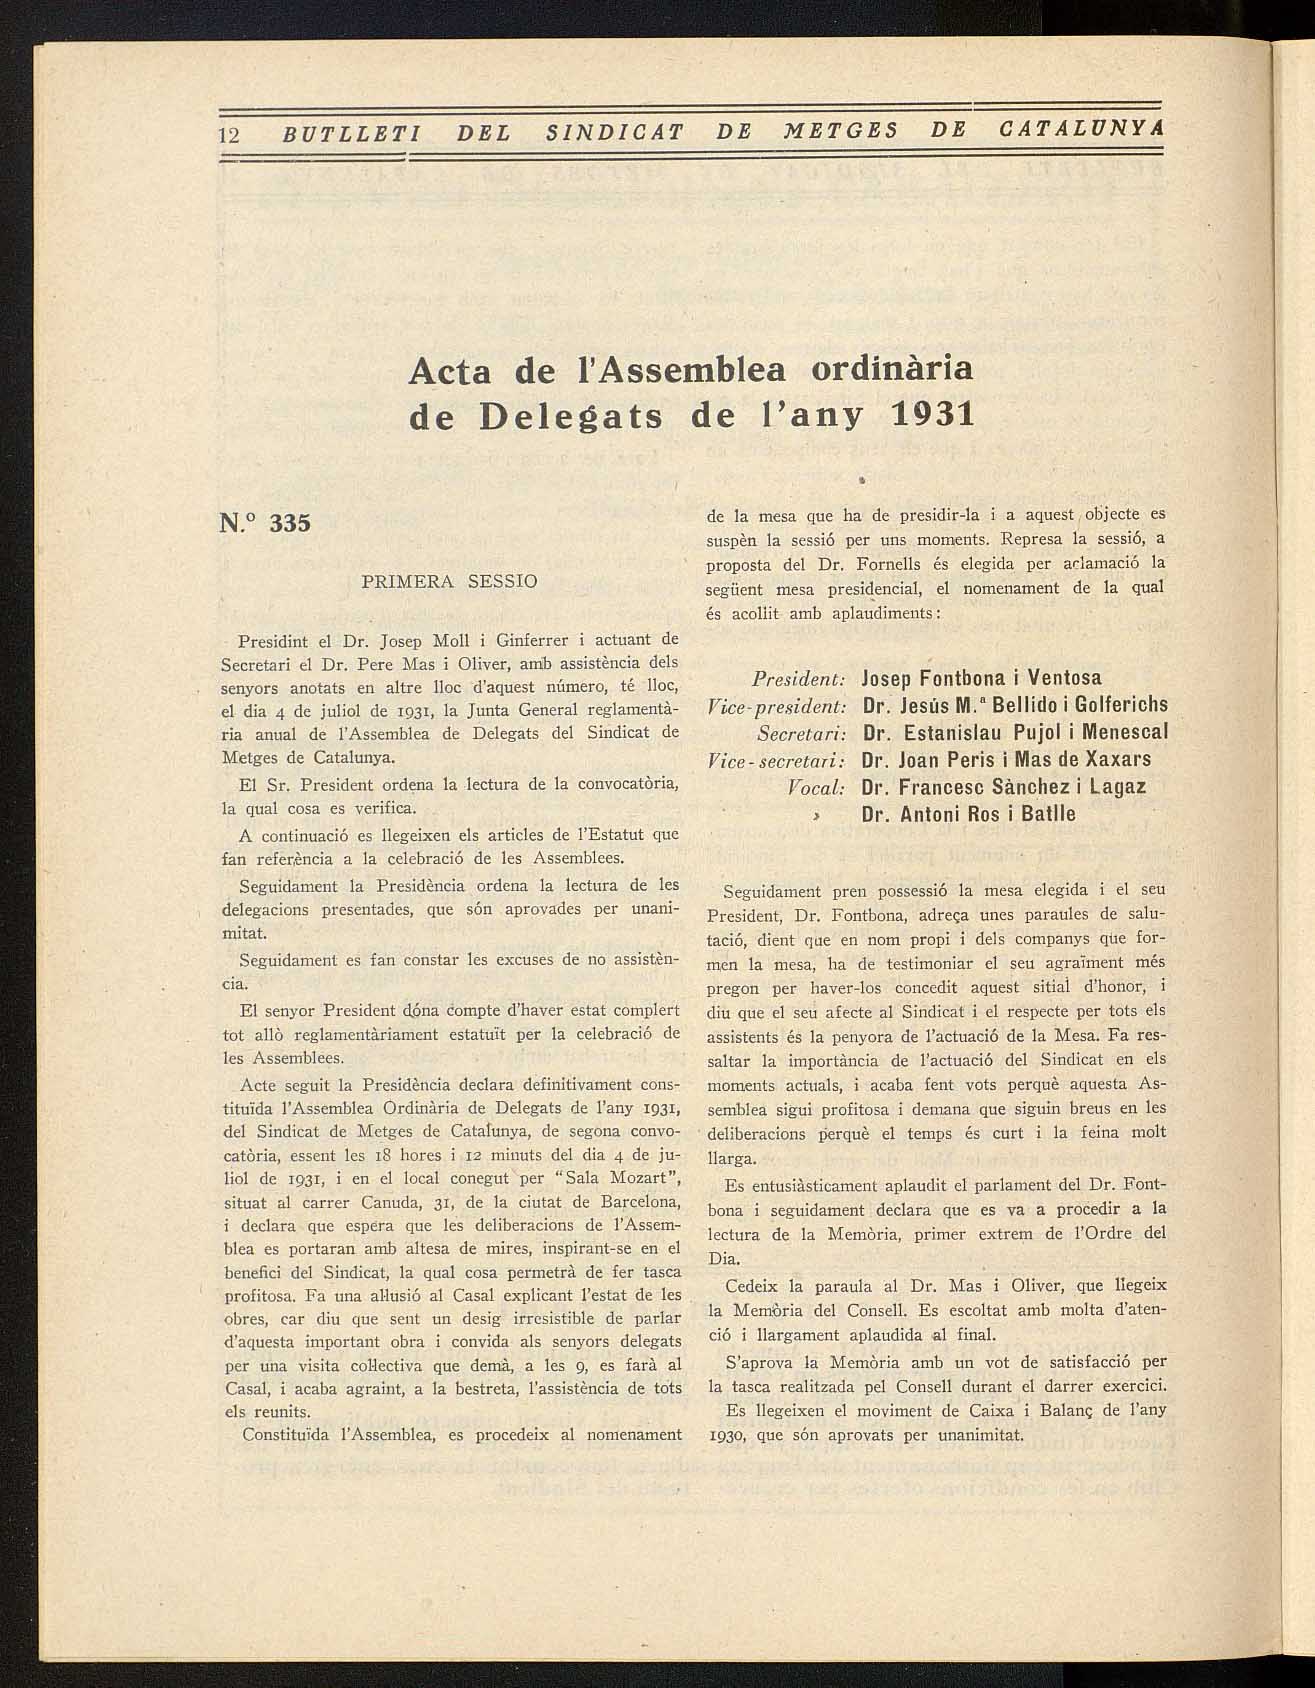 12 BUTLLETI DEL SINDICAT DE METGES DE CATALUNYA
Acta de l'Assemblea ordinària
de Delegats de l'any 1931
N.º 335
PRIMERA SESSIO
Presidint el Dr. Josep Moll i Ginferrer i actuant de
Secretari el Dr. Pere Mas i Oliver, amb assistència dels
senyors anotats en altre lloc d'aquest número, té lloc,
el dia 4 de juliol de 1931, la Junta General reglamentà-
ria anual de l'Assemblea de Delegats del Sindicat de
Metges de Catalunya.
El Sr. President ordena la lectura de la convocatòria,
la qual cosa es verifica.
A continuació es llegeixen els articles de l'Estatut que
fan referència a la celebració de les Assemblees.
Seguidament la Presidència ordena la lectura de les
delegacions presentades, que són aprovades per unani-
mitat.
Seguidament es fan constar les excuses de no assistèn-
cia.
El senyor President dóna compte d'haver estat complert
tot allò reglamentàriament estatuït per la celebració de
les Assemblees.
Acte seguit la Presidència declara definitivament cons-
tituïda l'Assemblea Ordinària de Delegats de l'any 1931,
del Sindicat de Metges de Catalunya, de segona convo-
catòria, essent les 18 hores i 12 minuts del dia 4 de ju-
liol de 1931, i en el local conegut per "Sala Mozart",
situat al carrer Canuda, 31, de la ciutat de Barcelona,
i declara que espera que les deliberacions de l'Assem-
blea es portaran amb altesa de mires, inspirant-se en el
benefici del Sindicat, la qual cosa permetrà de fer tasca
profitosa. Fa una al·lusió al Casal explicant l'estat de les
obres, car diu que sent un desig irresistible de parlar
d'aquesta important obra i convida als senyors delegats
per una visita col·lectiva que demà, a les 9, es farà al
Casal, i acaba agraint, a la bestreta, l'assistència de tots
els reunits.
Constituïda l'Assemblea, es procedeix al nomenament
de la mesa que ha de presidir-la i a aquest objecte es
suspèn la sessió per uns moments. Represa la sessió, a
proposta del Dr. Fornells és elegida per aclamació la
següent mesa presidencial, el nomenament de la qual
és acollit amb aplaudiments:
President: Josep Fontbona i Ventosa
Vice-president: Dr. Jesús M.ª Bellido i Golferichs
Secretari: Dr. Estanislau Pujol i Menescal
Vice-secretari: Dr. Joan Peris i Mas de Xaxars
Vocal: Dr. Francesc Sànchez i Lagaz
» Dr. Antoni Ros i Batlle
Seguidament pren possessió la mesa elegida i el seu
President, Dr. Fontbona, adreça unes paraules de salu-
tació, dient que en nom propi i dels companys que for-
men la mesa, ha de testimoniar el seu agraïment més
pregon per haver-los concedit aquest sitial d'honor, i
diu que el seu afecte al Sindicat i el respecte per tots els
assistents és la penyora de l'actuació de la Mesa. Fa res-
saltar la importància de l'actuació del Sindicat en els
moments actuals, i acaba fent vots perquè aquesta As-
semblea sigui profitosa i demana que siguin breus en les
deliberacions perquè el temps és curt i la feina molt
llarga.
Es entusiàsticament aplaudit el parlament del Dr. Font-
bona i seguidament declara que es va a procedir a la
lectura de la Memòria, primer extrem de l'Ordre del
Dia.
Cedeix la paraula al Dr. Mas i Oliver, que llegeix
la Memòria del Consell. Es escoltat amb molta d'aten-
ció i llargament aplaudida al final.
S'aprova la Memòria amb un vot de satisfacció per
la tasca realitzada pel Consell durant el darrer exercici.
Es llegeixen el moviment de Caixa i Balanç de l'any
1930, que són aprovats per unanimitat.